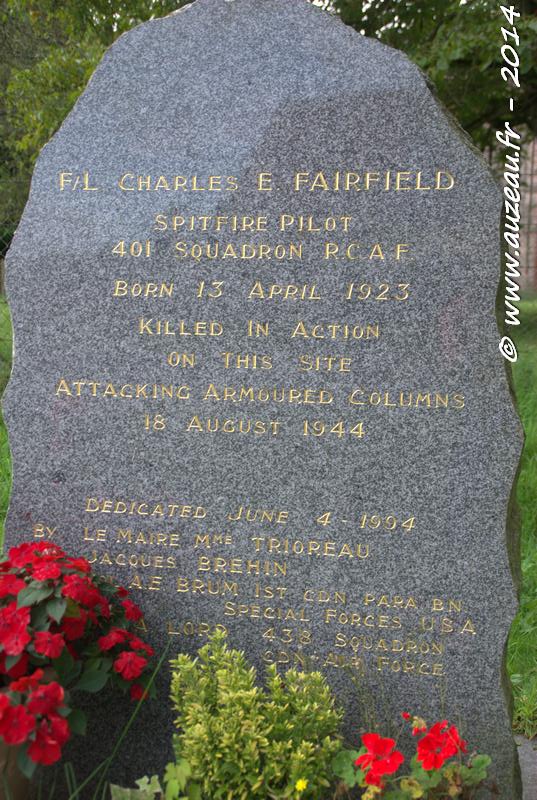 F/L CHARLES E FAIRFIELD
SPITFIRE PILOT
401 SQUADRON R.C.A.F.
BORN 13 APRIL 1923
KILLED IN ACTION
ON THIS SITE
ATTACKING ARMOURED COLUMNS
18 AUGUST 1944
DEDICATED JUNE 4 - 1994
BY LE MAIRE MME TRIOREAU
JACQUES BREHIN
A.E BRUM 1ST CDN PARA BN
SPECIAL FORCES U.S.A
A LORD 438 SQUADRON
CDN-AIR FORCE
© www.auzeau.fr - 2014